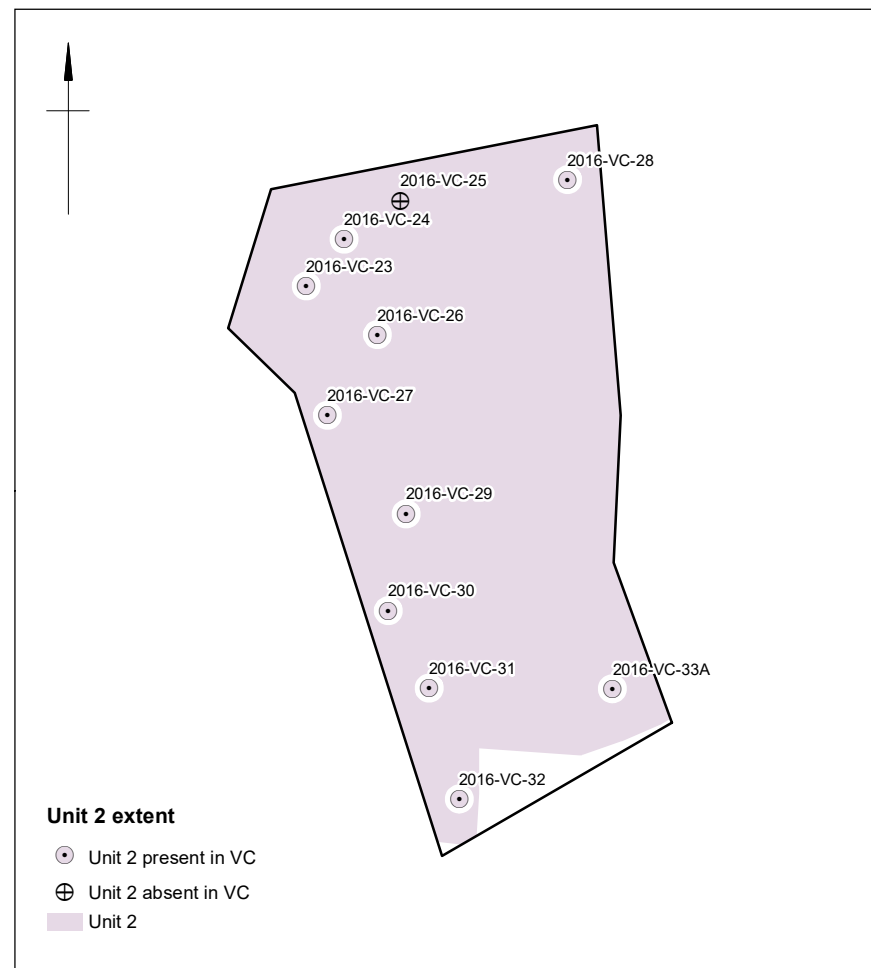 2016-VC-28
2016-VC-25
2016-VC-24
2016-VC-23
2016-VC-26
2016-VC-27
2016-VC-29
2016-VC-30
2016-VC-31
2016-VC-33A
2016-VC-32
Unit 2 extent
Unit 2 present in VC
Unit 2 absent in VC
Unit 2